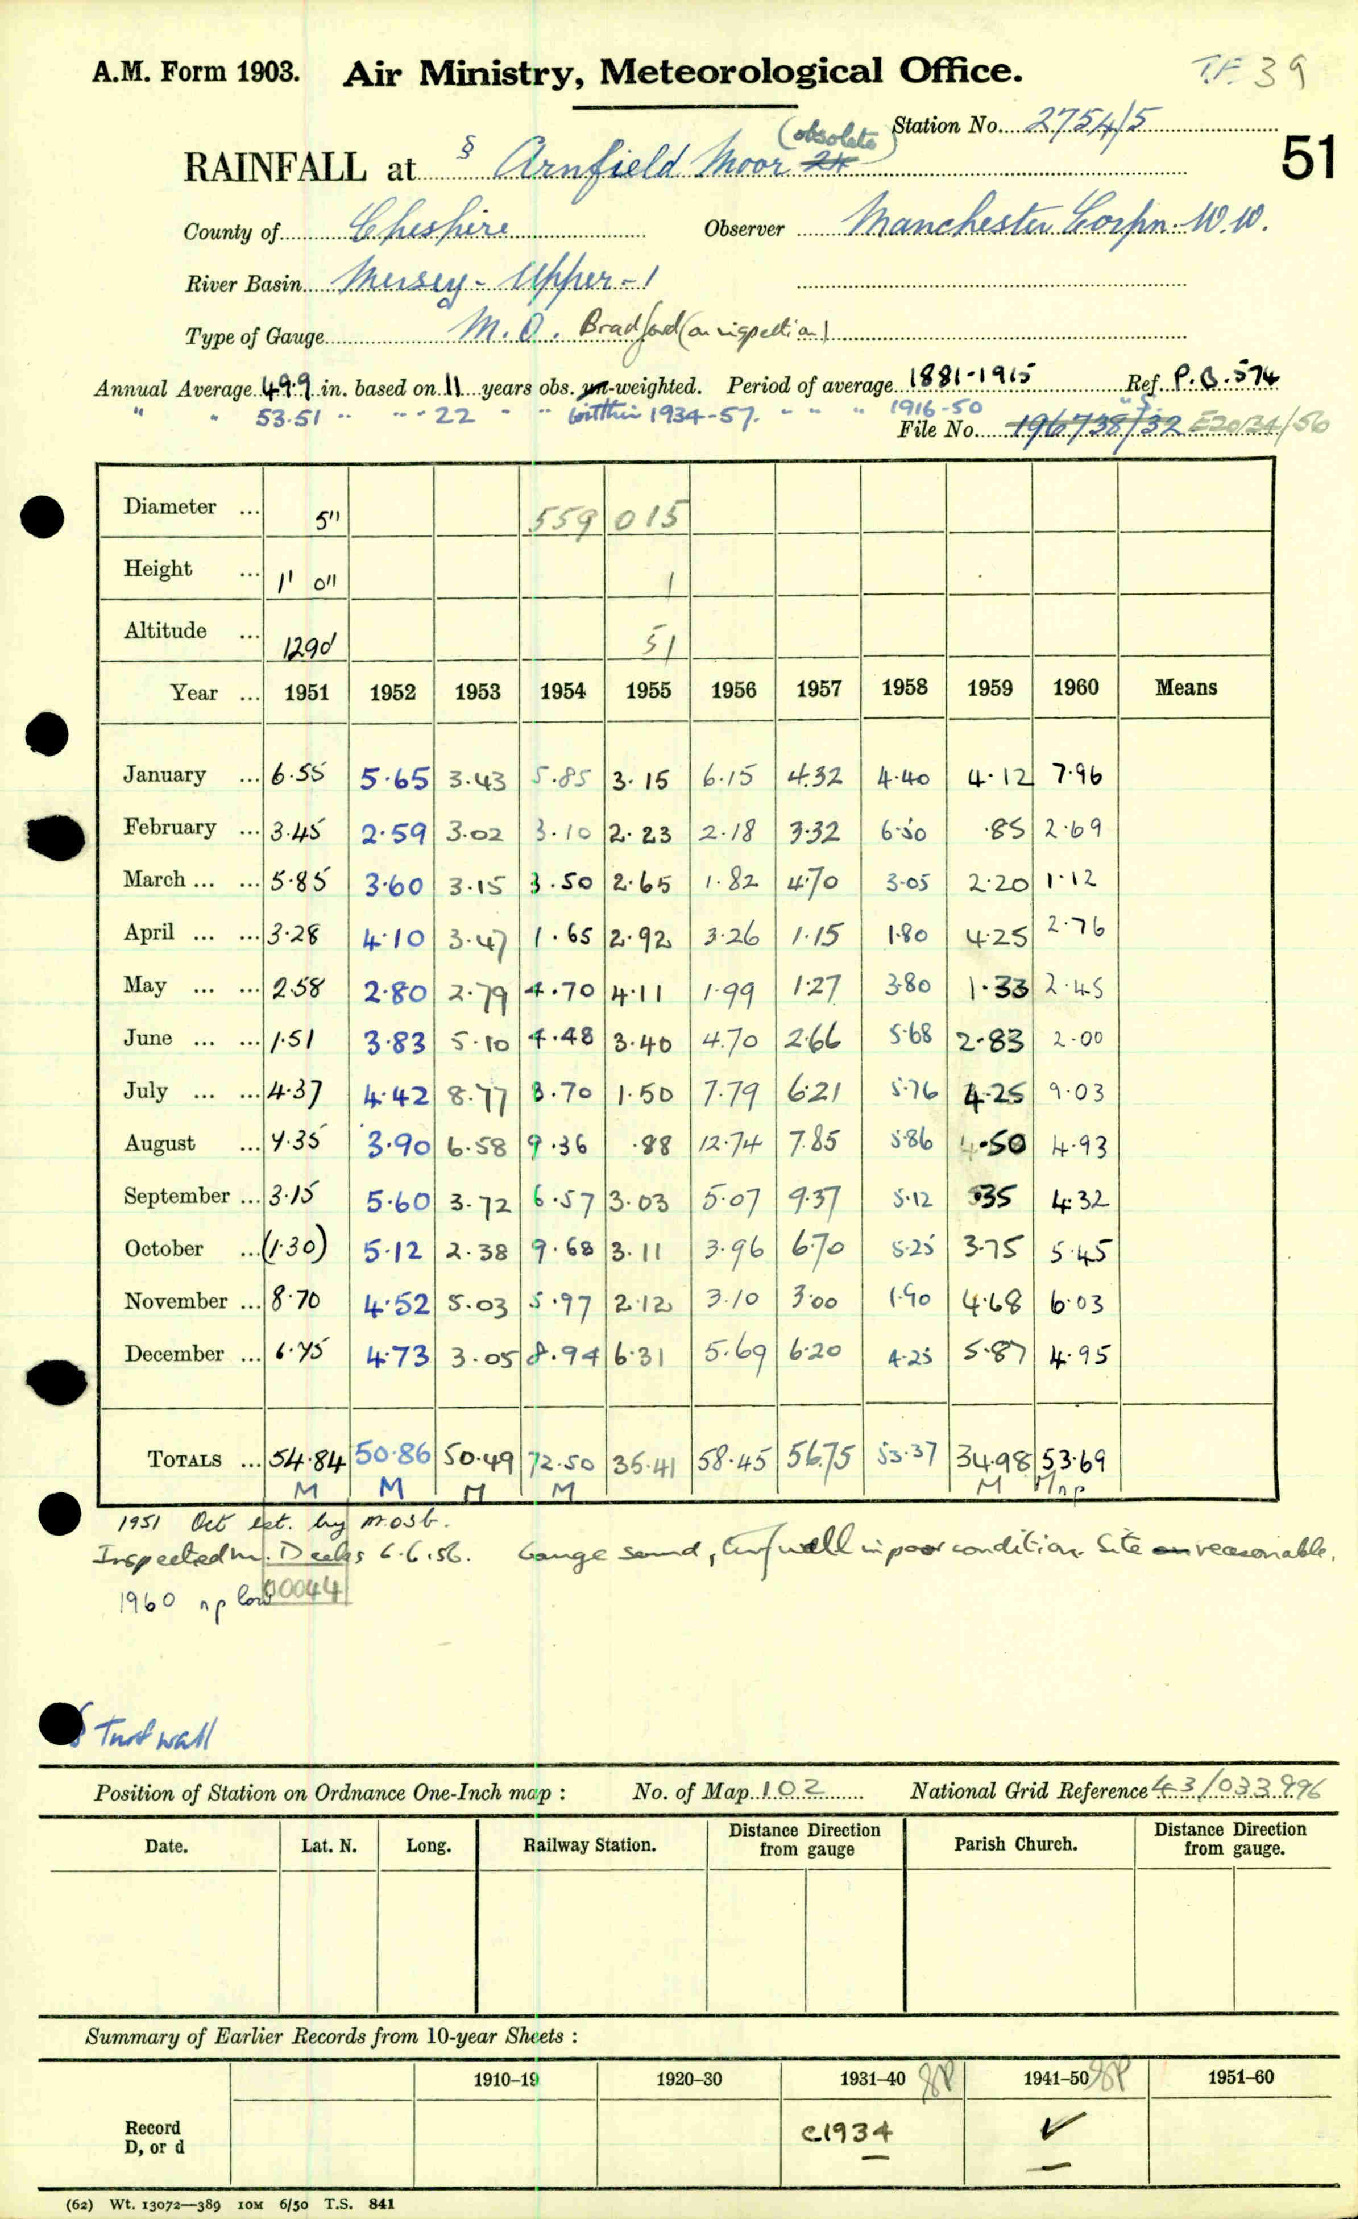 A.M. Form 1903. Air Ministry, Meteorological Office. T.F. 39
Station No. 2754/5
51
RAINFALL at § Arnfield Moor 2H (obsolete)
County of Cheshire Observer Manchester Corpn. W.W.
River Basin Mersey - Upper - 1
Type of Gauge M.O. Bradford (on inspection)
Annual Average 49.9 in. based on 11 years obs. un-weighted. Period of average 1881-1915 Ref. P.B. 574
" " 53.51 " " " 22 " " within 1934-57. " " " 1916-50 " S.
File No. 196738/32 E20134/56
Diameter ... 5" 559 015
Height ... 1' 0" 1
Altitude ... 1290' 51
Year ... 1951 1952 1953 1954 1955 1956 1957 1958 1959 1960 Means
January ... 6.55 5.65 3.43 5.85 3.15 6.15 4.32 4.40 4.12 7.96
February ... 3.45 2.59 3.02 3.10 2.23 2.18 3.32 6.50 .85 2.69
March ... ... 5.85 3.60 3.15 3.50 2.65 1.82 4.70 3.05 2.20 1.12
April ... ... 3.28 4.10 3.47 1.65 2.92 3.26 1.15 1.80 4.25 2.76
May ... ... 2.58 2.80 2.79 4.70 4.11 1.99 1.27 3.80 1.33 2.45
June ... ... 1.51 3.83 5.10 4.48 3.40 4.70 2.66 5.68 2.83 2.00
July ... ... 4.37 4.42 8.77 8.70 1.50 7.79 6.21 5.76 4.25 9.03
August ... 7.35 3.90 6.58 9.36 .88 12.74 7.85 5.86 4.50 4.93
September ... 3.15 5.60 3.72 6.57 3.03 5.07 9.37 5.12 .35 4.32
October ... (1.30) 5.12 2.38 9.68 3.11 3.96 6.70 5.25 3.75 5.45
November ... 8.70 4.52 5.03 5.97 2.12 3.10 3.00 1.90 4.68 6.03
December ... 6.75 4.73 3.05 8.94 6.31 5.69 6.20 4.25 5.87 4.95
TOTALS ... 54.84 50.86 50.49 72.50 35.41 58.45 56.75 53.37 34.98 53.69
M M M M M M np
1951 Oct est. by MO3b.
Inspected Mr. Deeks 6.6.56. Gauge sound, turf wall in poor condition. Site reasonable.
1960 np low
00044
§ Turf wall
Position of Station on Ordnance One-Inch map : No. of Map 102 National Grid Reference 43/033996
Date. Lat. N. Long. Railway Station. Distance from gauge Direction Parish Church. Distance from gauge. Direction
Summary of Earlier Records from 10-year Sheets :
1910-19 1920-30 1931-40 1941-50 1951-60
Record
D, or d c1934 ✓
(62) Wt. 13072—389 10M 6/50 T.S. 841